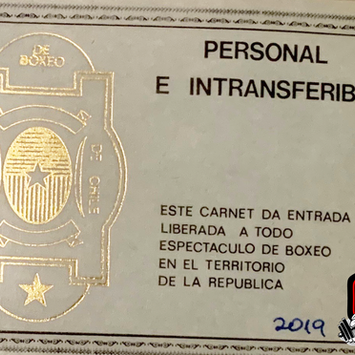 DE
BOXEO
DE CHILE
PERSONAL
E INTRANSFERIB
ESTE CARNET DA ENTRADA
LIBERADA A TODO
ESPECTACULO DE BOXEO
EN EL TERRITORIO
DE LA REPUBLICA
2019